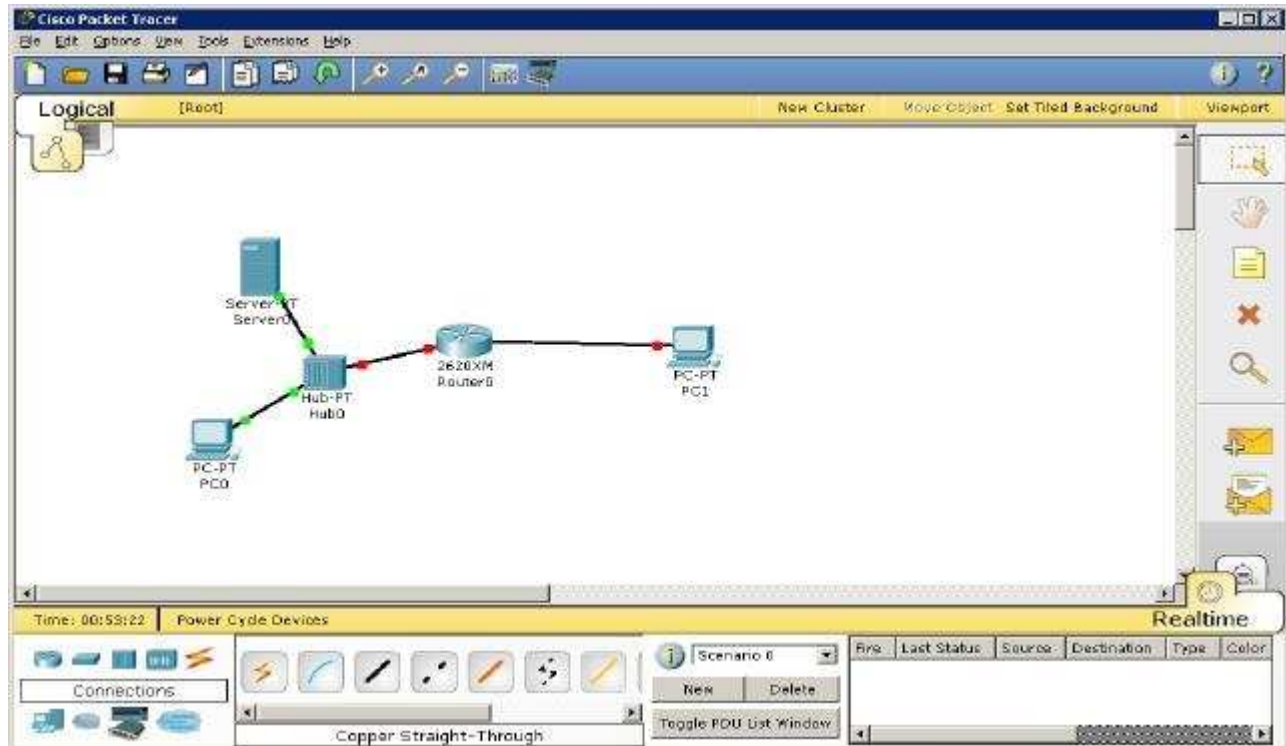 Cisco Packet Tracer
File Edit Options View Tools Extensions Help
Logical [Root] New Cluster Move Object Set Tiled Background Viewport
Server-PT
Server0
2620XM
Router0
PC-PT
PC1
Hub-PT
Hub0
PC-PT
PC0
Time: 00:53:22 Power Cycle Devices Realtime
Scenario 0
Fire Last Status Source Destination Type Color
Connections
New Delete
Toggle PDU List Window
Copper Straight-Through